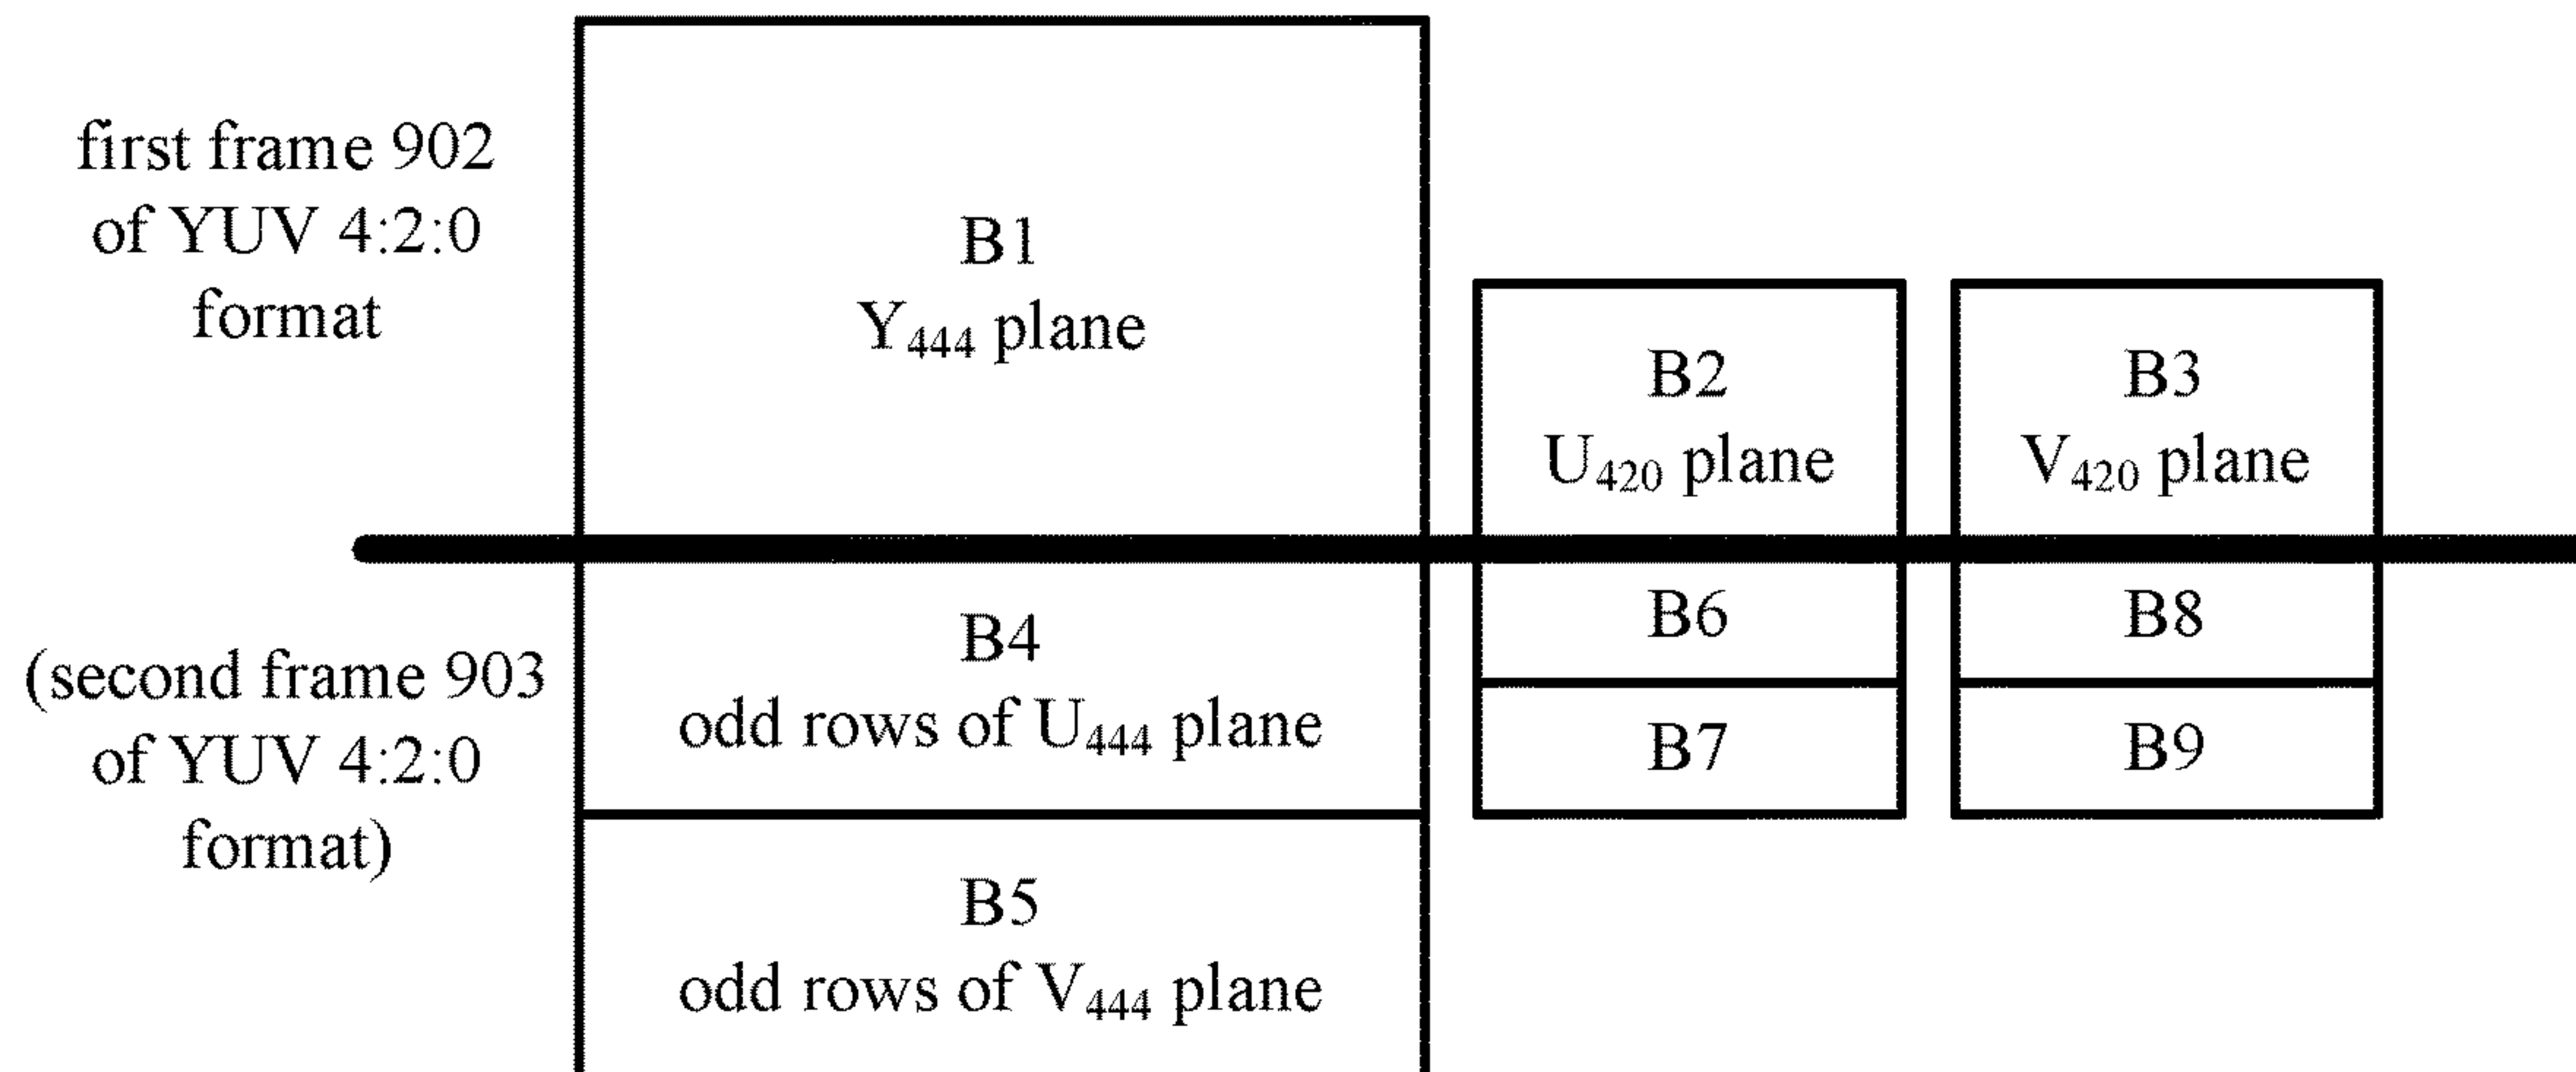 first frame 902
of YUV 4:2:0
format
B1
Y444 plane
B2
U420 plane
B3
V420 plane
(second frame 903
of YUV 4:2:0
format)
B4
odd rows of U444 plane
B5
odd rows of V444 plane
B6
B7
B8
B9